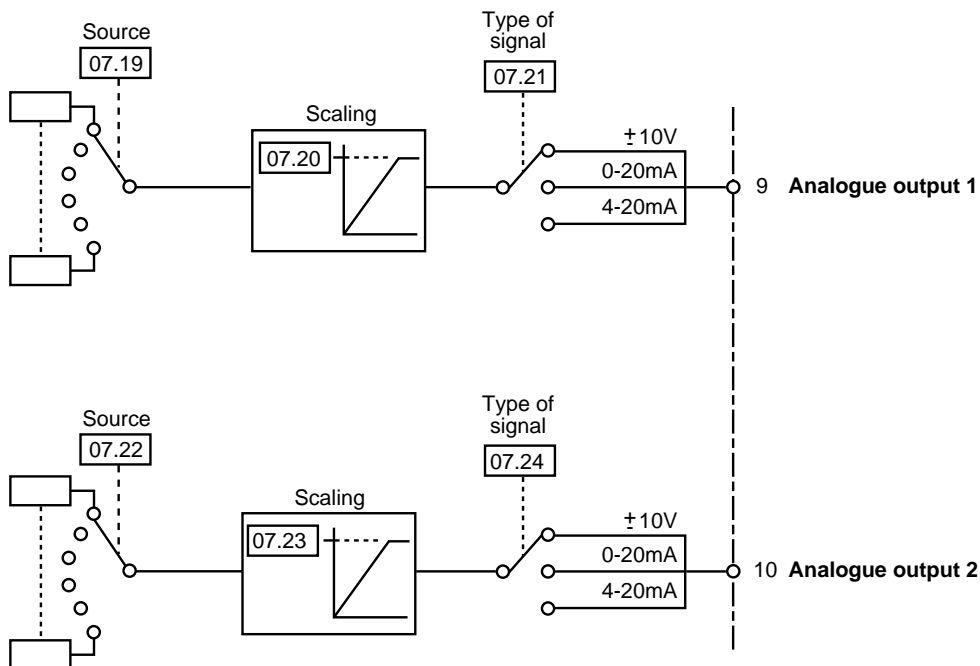 Source
07.19
Type of
signal
07.21
Scaling
07.20
±10V
0-20mA
4-20mA
9 Analogue output 1
Source
07.22
Type of
signal
07.24
Scaling
07.23
±10V
0-20mA
4-20mA
10 Analogue output 2